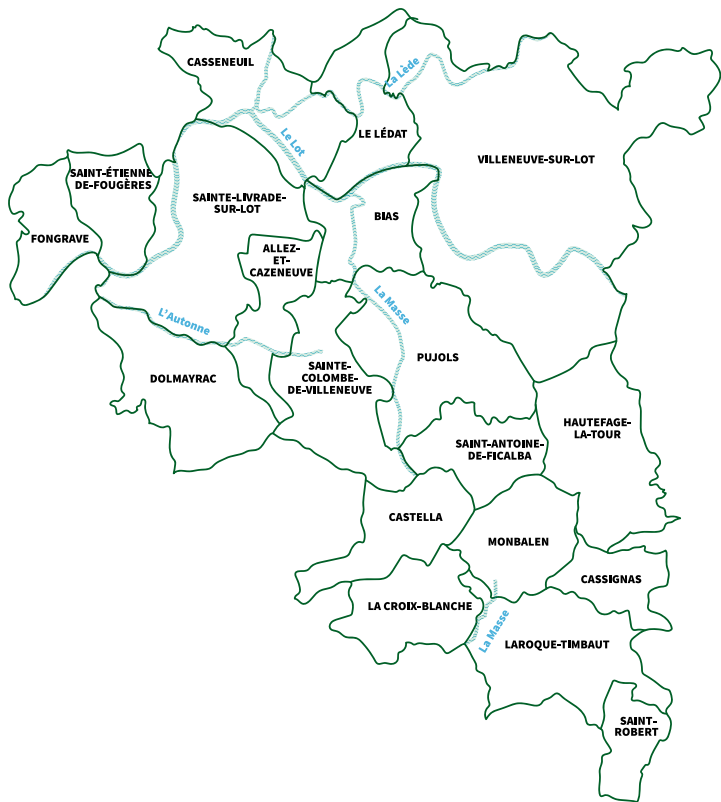 CASSENEUIL
La Lède
Le Lot
LE LÉDAT
VILLENEUVE-SUR-LOT
SAINT-ÉTIENNE
DE-FOUGÈRES
SAINTE-LIVRADE-
SUR-LOT
BIAS
FONGRAVE
ALLEZ-
ET-
CAZENEUVE
La Masse
L'Automne
PUJOLS
SAINTE-
COLOMBE-
DE-VILLENEUVE
DOLMAYRAC
HAUTEFAGE-
LA-TOUR
SAINT-ANTOINE-
DE-FICALBA
CASTELLA
MONBALEN
CASSIGNAS
LA CROIX-BLANCHE
La Masse
LAROQUE-TIMBAUT
SAINT-
ROBERT